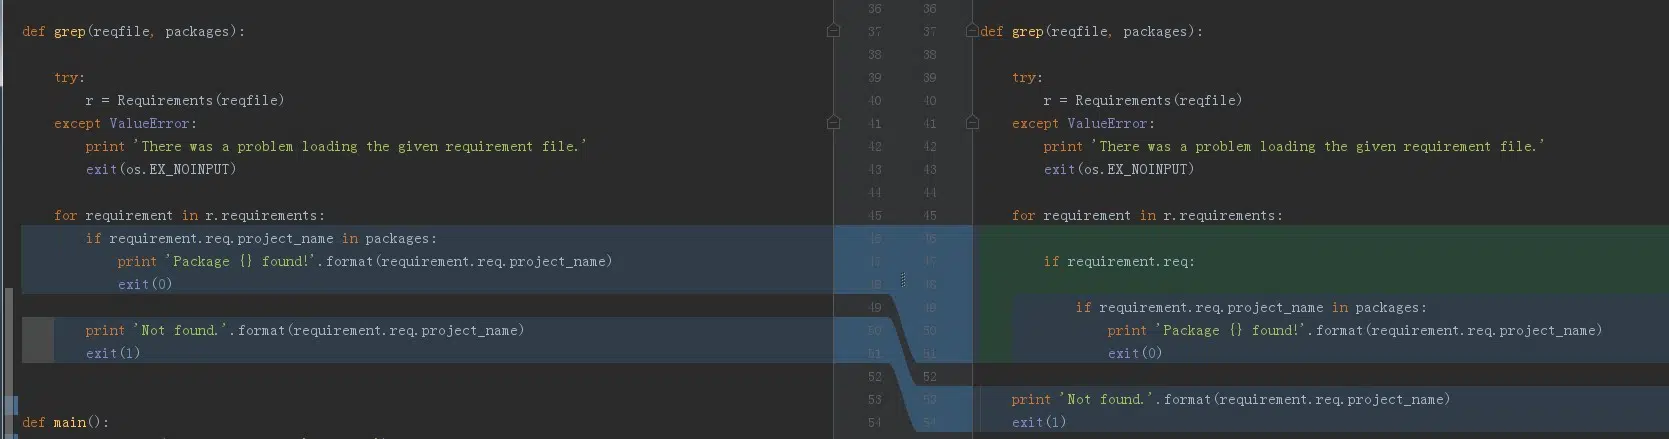 def grep(reqfile, packages):
try:
r = Requirements(reqfile)
except ValueError:
print 'There was a problem loading the given requirement file.'
exit(os.EX_NOINPUT)
for requirement in r.requirements:
if requirement.req.project_name in packages:
print 'Package {} found!'.format(requirement.req.project_name)
exit(0)
print 'Not found.'.format(requirement.req.project_name)
exit(1)
def main():
36 36
37 37
38 38
39 39
40 40
41 41
42 42
43 43
44 44
45 45
46 46
47 47
48 48
49 49
50 50
51 51
52 52
53 53
54 54
def grep(reqfile, packages):
try:
r = Requirements(reqfile)
except ValueError:
print 'There was a problem loading the given requirement file.'
exit(os.EX_NOINPUT)
for requirement in r.requirements:
if requirement.req:
if requirement.req.project_name in packages:
print 'Package {} found!'.format(requirement.req.project_name)
exit(0)
print 'Not found.'.format(requirement.req.project_name)
exit(1)